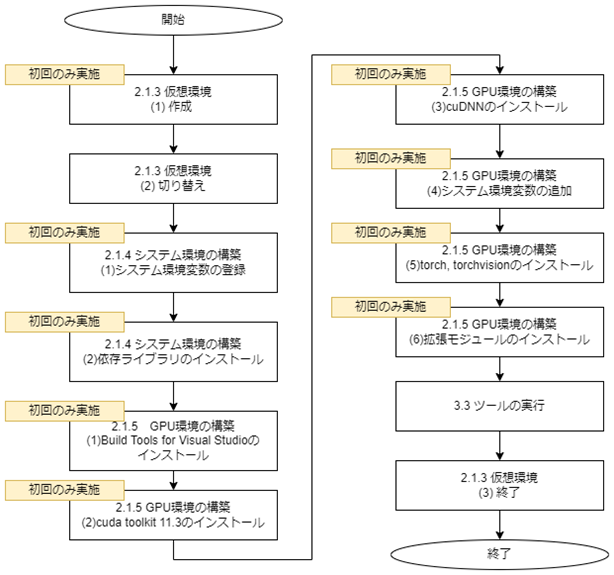 開始
初回のみ実施
2.1.3 仮想環境
(1) 作成
2.1.3 仮想環境
(2) 切り替え
初回のみ実施
2.1.4 システム環境の構築
(1)システム環境変数の登録
初回のみ実施
2.1.4 システム環境の構築
(2)依存ライブラリのインストール
初回のみ実施
2.1.5　GPU環境の構築
(1)Build Tools for Visual Studioの
インストール
初回のみ実施
2.1.5 GPU環境の構築
(2)cuda toolkit 11.3のインストール
初回のみ実施
2.1.5 GPU環境の構築
(3)cuDNNのインストール
初回のみ実施
2.1.5 GPU環境の構築
(4)システム環境変数の追加
初回のみ実施
2.1.5 GPU環境の構築
(5)torch, torchvisionのインストール
初回のみ実施
2.1.5 GPU環境の構築
(6)拡張モジュールのインストール
3.3 ツールの実行
2.1.3 仮想環境
(3) 終了
終了